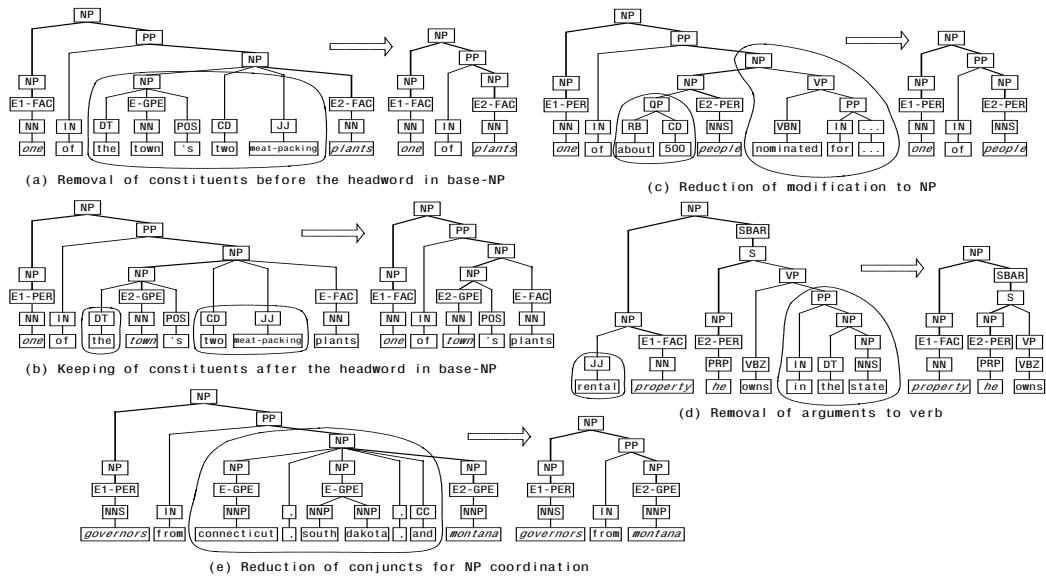 NP
PP
NP
NP NP
E1-FAC E-GPE E2-FAC
NN IN DT NN POS CD JJ NN
one of the town 's two meat-packing plants
NP
PP
NP NP
E1-FAC E2-FAC
NN IN NN
one of plants
(a) Removal of constituents before the headword in base-NP
NP
PP
NP
NP VP
NP QP E2-PER PP
E1-PER
NN IN RB CD NNS VBN IN ...
one of about 500 people nominated for ...
NP
PP
NP NP
E1-PER E2-PER
NN IN NNS
one of people
(c) Reduction of modification to NP
NP
PP
NP
NP NP
E1-PER E2-GPE E-FAC
NN IN DT NN POS CD JJ NN
one of the town 's two meat-packing plants
NP
PP
NP
NP NP
E1-FAC E2-GPE E-FAC
NN IN NN POS NN
one of town 's plants
(b) Keeping of constituents after the headword in base-NP
NP
SBAR
S
VP
PP
NP NP NP
E1-FAC E2-PER NP
JJ NN PRP VBZ IN DT NNS
rental property he owns in the state
NP
SBAR
S
NP NP VP
E1-FAC E2-PER
NN PRP VBZ
property he owns
(d) Removal of arguments to verb
NP
PP
NP
NP NP NP NP
E1-PER E-GPE E-GPE E2-GPE
NNS IN NNP , NNP NNP , CC NNP
governors from connecticut , south dakota , and montana
NP
PP
NP NP
E1-PER E2-GPE
NNS IN NNP
governors from montana
(e) Reduction of conjuncts for NP coordination